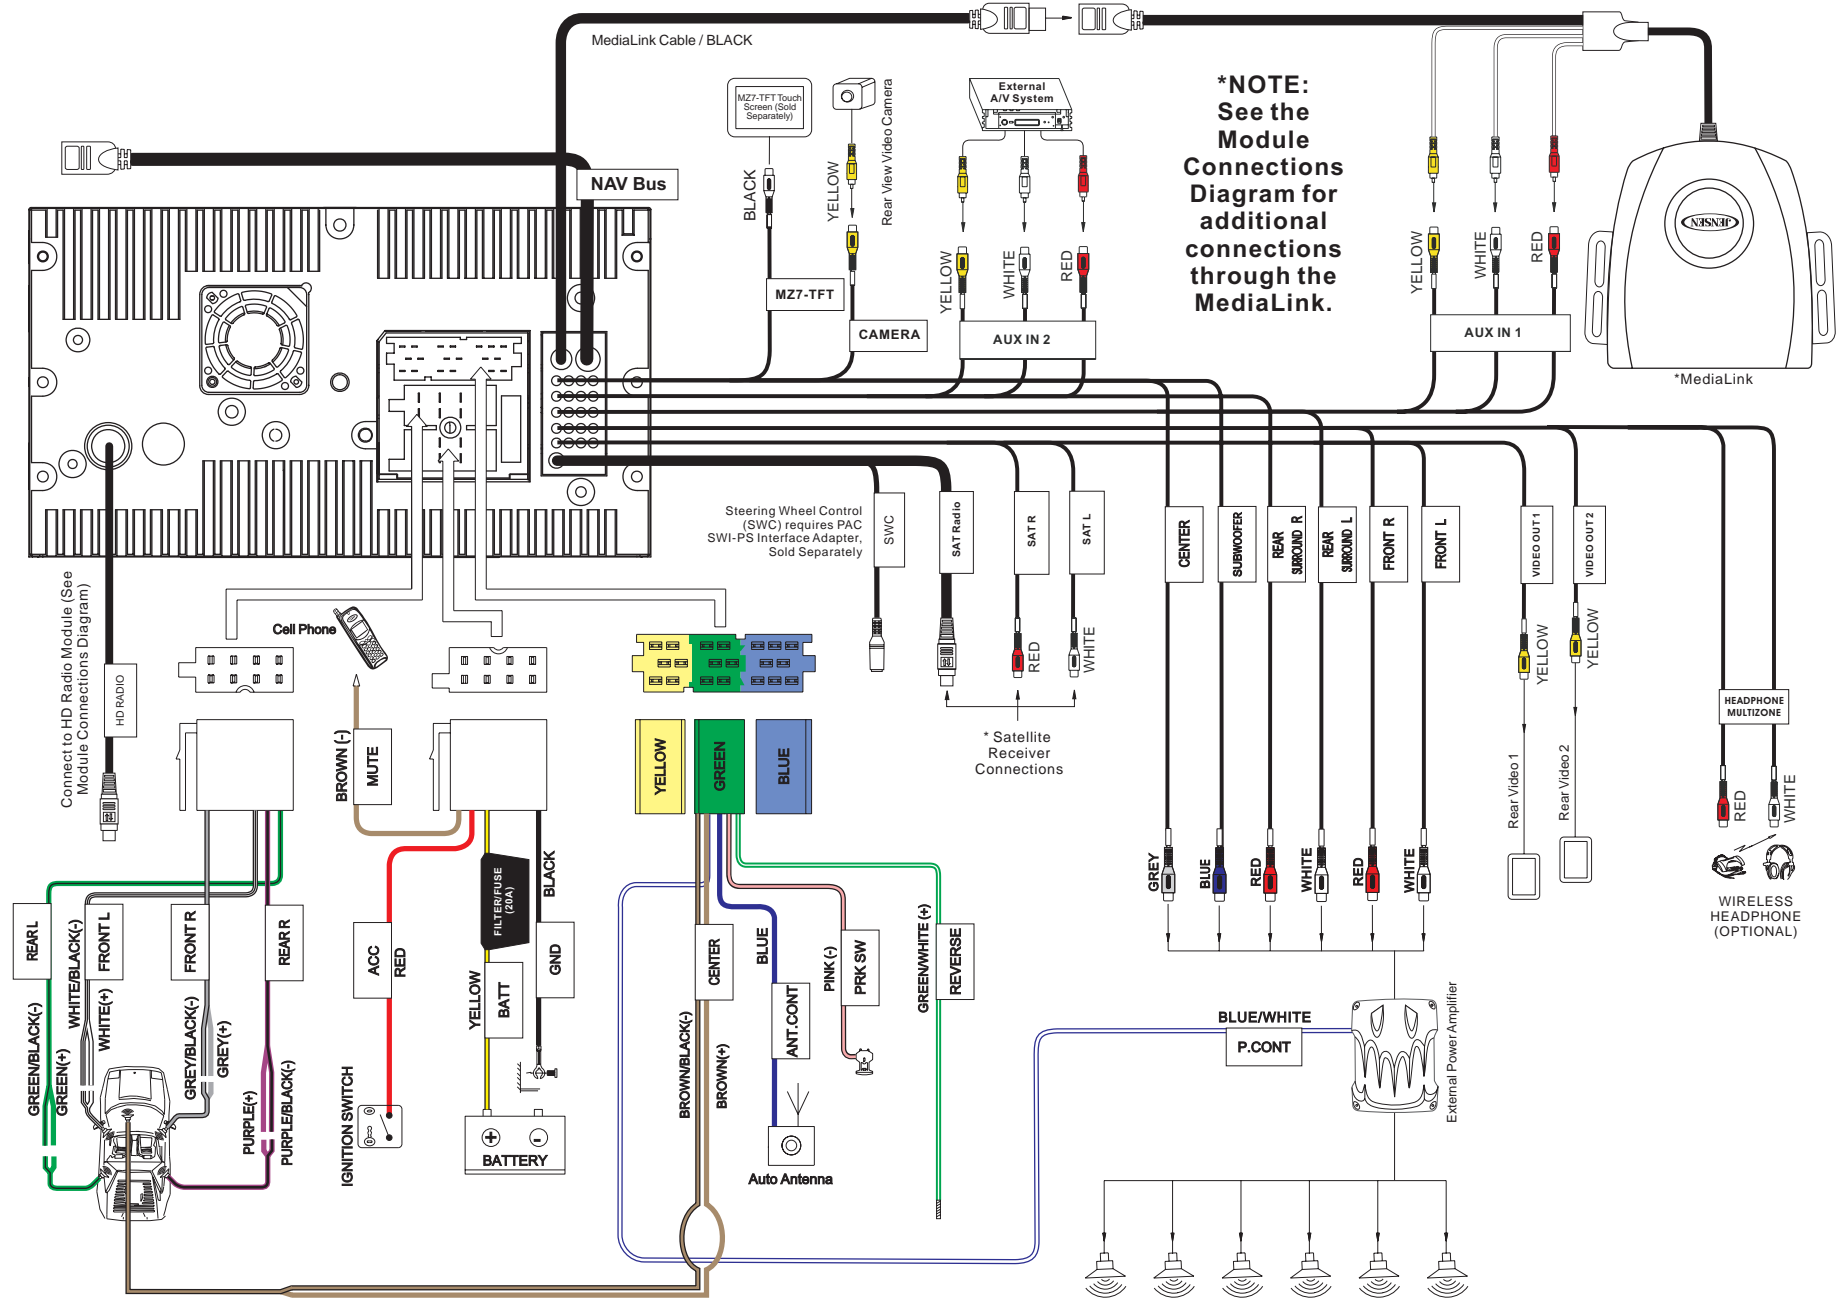 MediaLink Cable / BLACK
NAV Bus
MZ7-TFT Touch
Screen (Sold
Separately)
BLACK
MZ7-TFT
YELLOW
Rear View Video Camera
CAMERA
External
A/V System
YELLOW
WHITE
RED
AUX IN 2
*NOTE:
See the
Module
Connections
Diagram for
additional
connections
through the
MediaLink.
YELLOW
WHITE
RED
AUX IN 1
JENSEN
*MediaLink
Steering Wheel Control
(SWC) requires PAC
SWI-PS Interface Adapter,
Sold Separately
SWC
SAT Radio
SAT R
SAT L
RED
WHITE
* Satellite
Receiver
Connections
CENTER
SUBWOOFER
REAR
SURROUND R
REAR
SURROUND L
FRONT R
FRONT L
VIDEO OUT 1
VIDEO OUT 2
YELLOW
YELLOW
Rear Video 1
Rear Video 2
HEADPHONE
MULTIZONE
RED
WHITE
WIRELESS
HEADPHONE
(OPTIONAL)
GREY
BLUE
RED
WHITE
RED
WHITE
Connect to HD Radio Module (See
Module Connections Diagram)
HD RADIO
Cell Phone
BROWN (-)
MUTE
YELLOW
GREEN
BLUE
REAR L
WHITE/BLACK(-)
FRONT L
FRONT R
REAR R
GREEN/BLACK(-)
GREEN(+)
WHITE(+)
GREY/BLACK(-)
GREY(+)
PURPLE(+)
PURPLE/BLACK(-)
ACC
RED
IGNITION SWITCH
FILTER/FUSE
(20A)
BLACK
GND
YELLOW
BATT
+
-
BATTERY
CENTER
BROWN/BLACK(-)
BROWN(+)
BLUE
ANT.CONT
Auto Antenna
PINK (-)
PRK SW
GREEN/WHITE (+)
REVERSE
BLUE/WHITE
P.CONT
External Power Amplifier